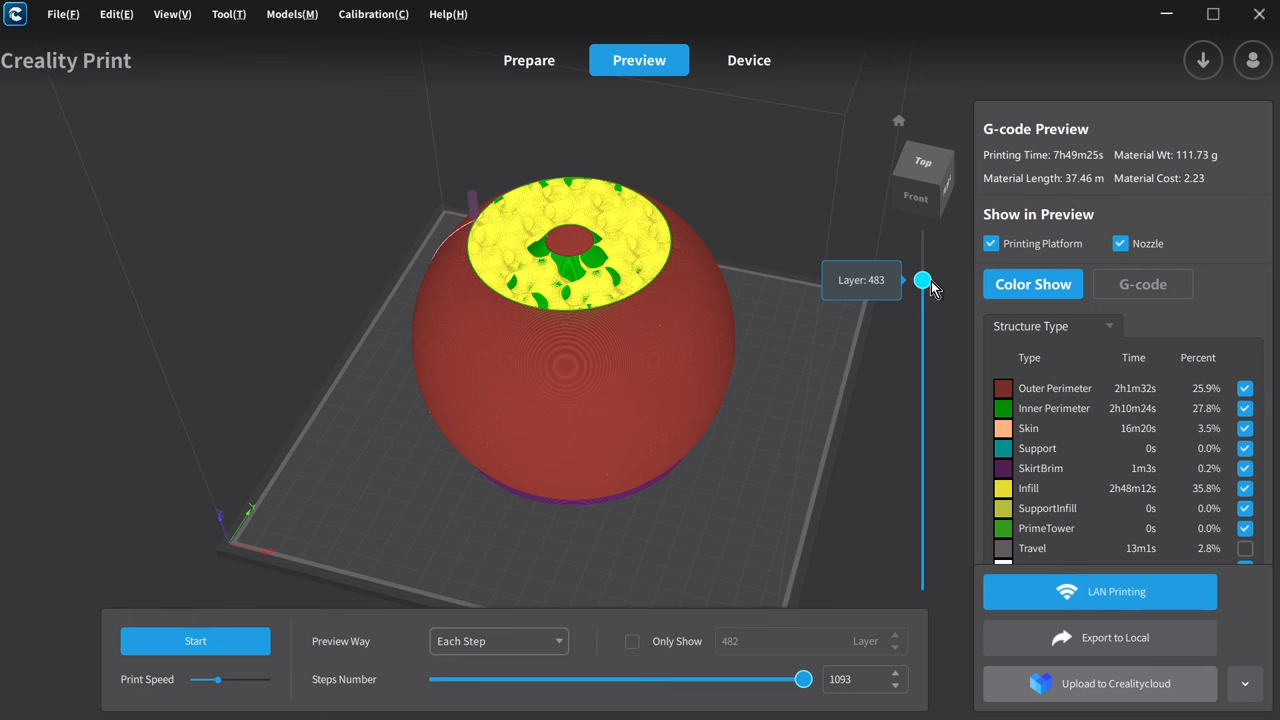 File(F) Edit(E) View(V) Tool(T) Models(M) Calibration(C) Help(H)
Creality Print
Prepare Preview Device
Top
Front
Layer: 483
G-code Preview
Printing Time: 7h49m25s Material Wt: 111.73 g
Material Length: 37.46 m Material Cost: 2.23
Show in Preview
Printing Platform Nozzle
Color Show G-code
Structure Type
Type Time Percent
Outer Perimeter 2h1m32s 25.9%
Inner Perimeter 2h10m24s 27.8%
Skin 16m20s 3.5%
Support 0s 0.0%
SkirtBrim 1m3s 0.2%
Infill 2h48m12s 35.8%
SupportInfill 0s 0.0%
PrimeTower 0s 0.0%
Travel 13m1s 2.8%
LAN Printing
Export to Local
Upload to Crealitycloud
Start Preview Way Each Step Only Show 482 Layer
Print Speed Steps Number 1093